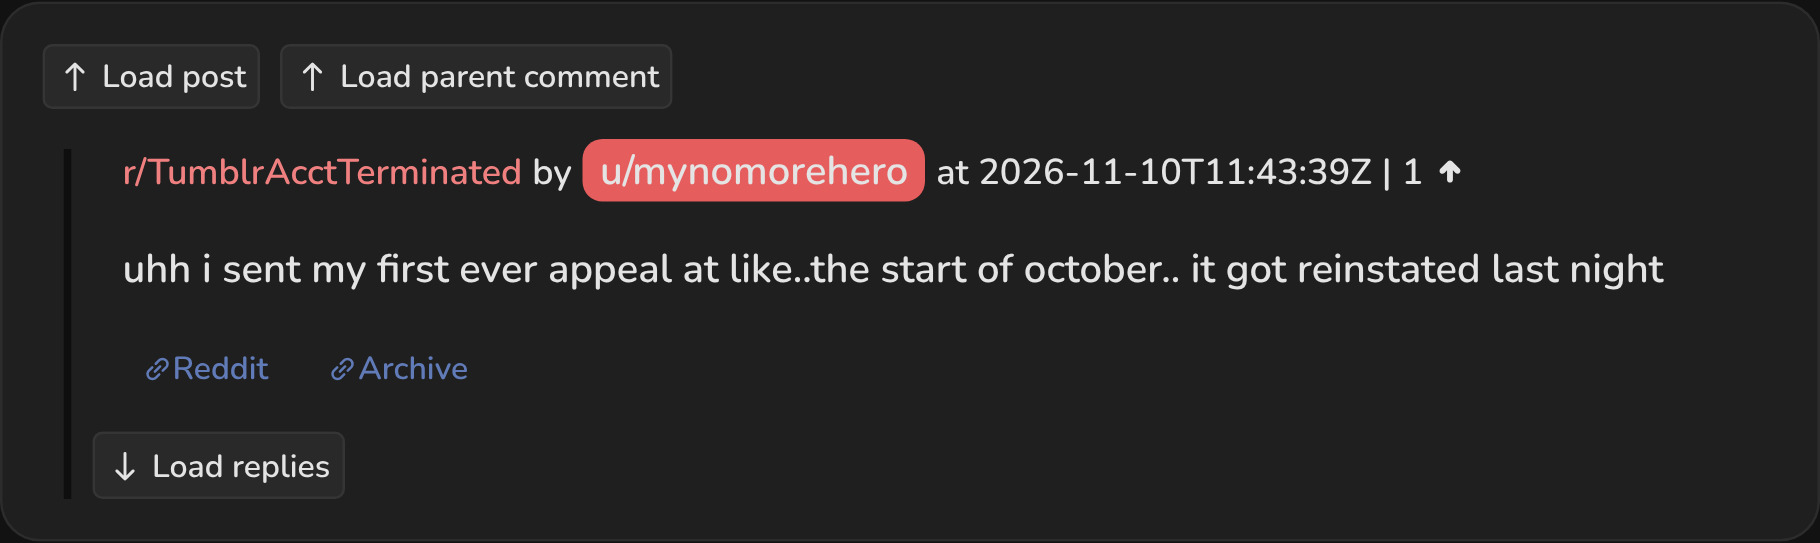 ↑ Load post ↑ Load parent comment
r/TumblrAcctTerminated by u/mynomorehero at 2026-11-10T11:43:39Z | 1 🡅
uhh i sent my first ever appeal at like..the start of october.. it got reinstated last night
Reddit Archive
↓ Load replies